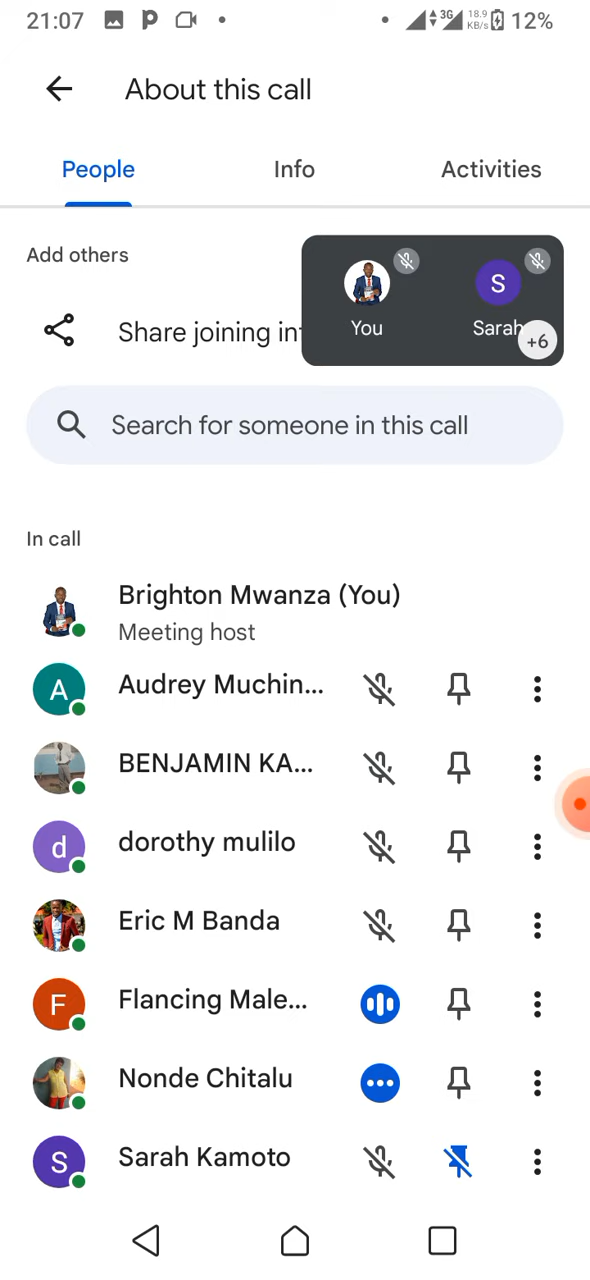 21:07
3G
18.9
KB/s
12%
About this call
People
Info
Activities
Add others
Share joining in
You
S
Sarah
+6
Search for someone in this call
In call
Brighton Mwanza (You)
Meeting host
A
Audrey Muchin...
BENJAMIN KA...
d
dorothy mulilo
Eric M Banda
F
Flancing Male...
Nonde Chitalu
S
Sarah Kamoto